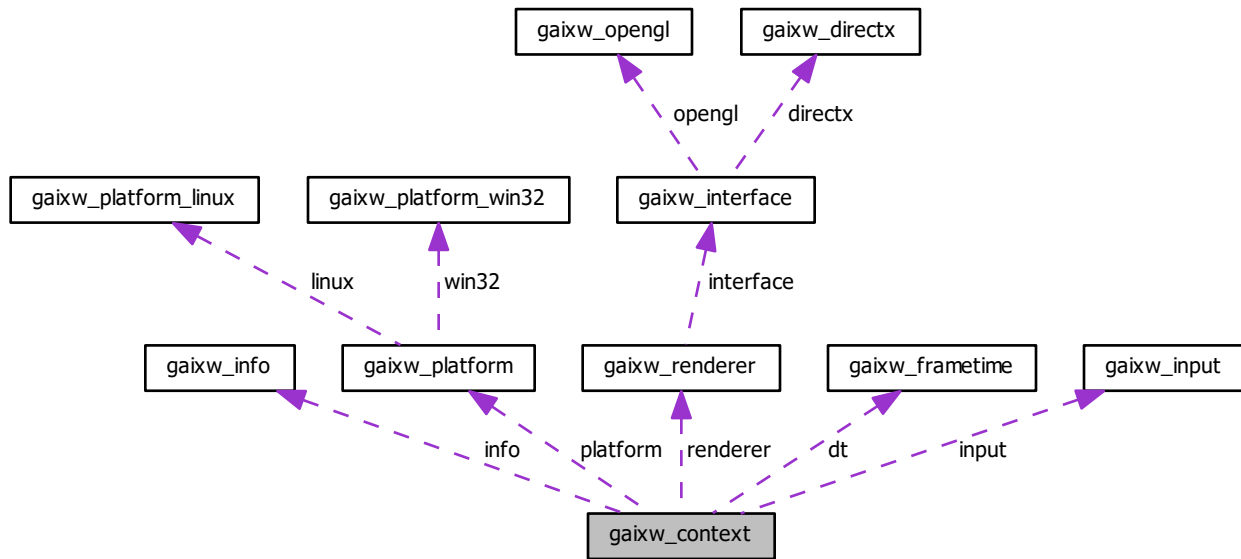 gaixw_opengl
gaixw_directx
opengl
directx
gaixw_platform_linux
gaixw_platform_win32
gaixw_interface
linux
win32
interface
gaixw_info
gaixw_platform
gaixw_renderer
gaixw_frametime
gaixw_input
info
platform
renderer
dt
input
gaixw_context